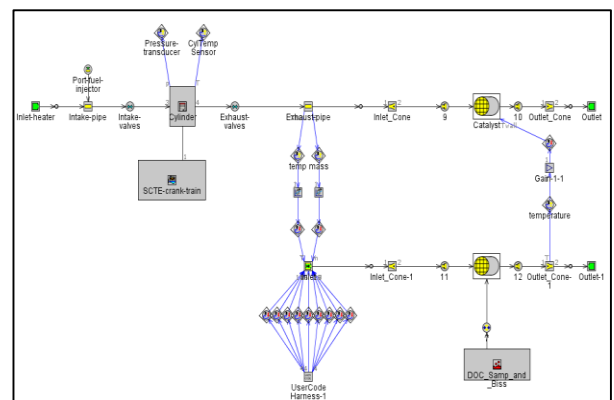 Pressure-
transducer
CylTemp
Sensor
Port-fuel-
injector
Inlet-heater
Intake-pipe
Intake-
valves
Cylinder
Exhaust-
valves
Exhaust-pipe
Inlet_Cone
9
Catalyst
10
Outlet_Cone
Outlet
SCTE-crank-train
temp mass
Gain-1-1
temperature
Inlet_Cone-1
11
12
Outlet_Cone-
1
Outlet-1
UserCode
Harness-1
DOC_Samp_and
_Biss